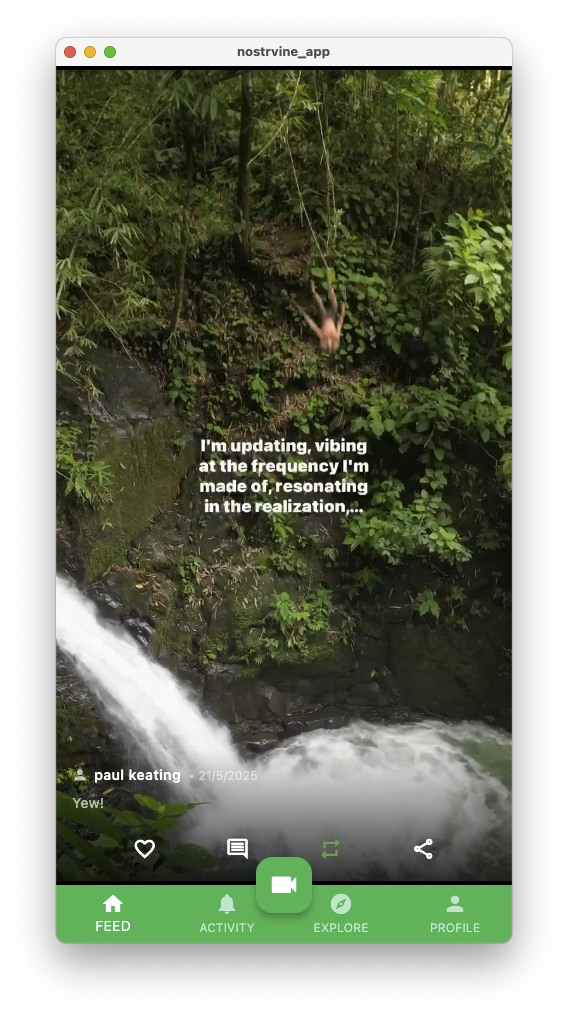 nostrvine_app
I'm updating, vibing
at the frequency I'm
made of, resonating
in the realization,...
paul keating • 21/5/2025
Yew!
FEED
ACTIVITY
EXPLORE
PROFILE